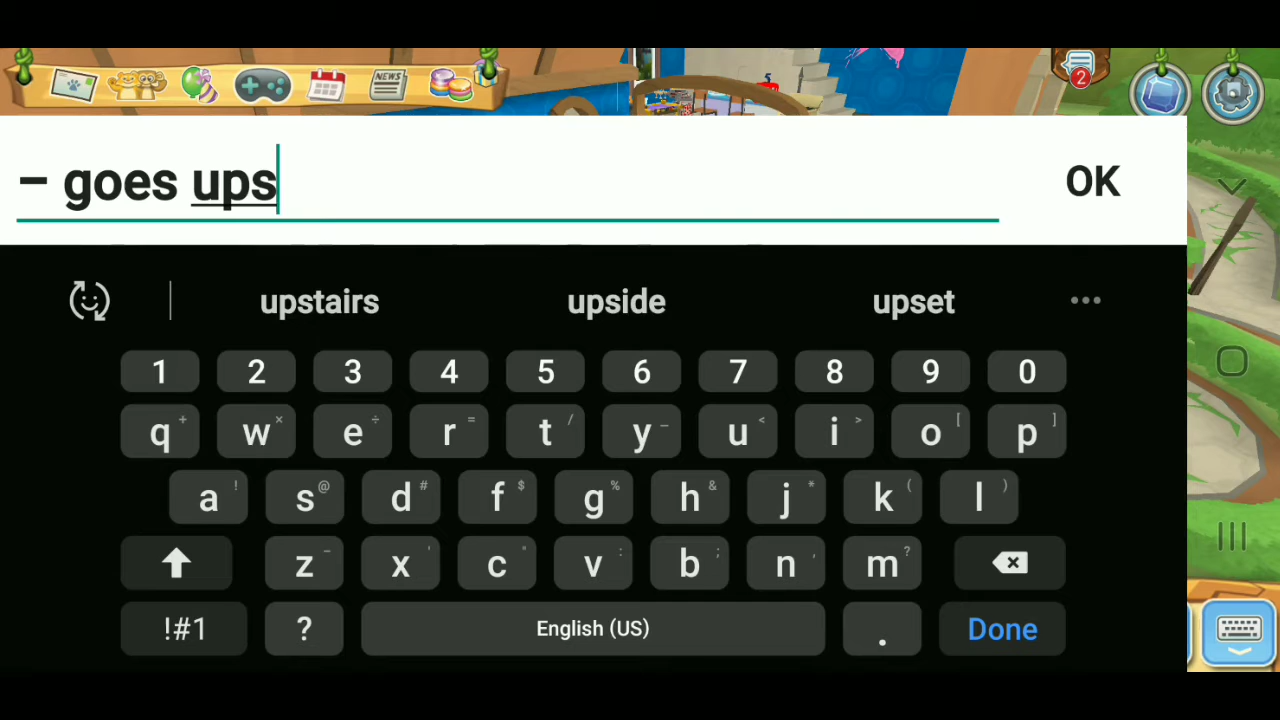 NEWS
2
– goes ups
OK
upstairs upside upset
1 2 3 4 5 6 7 8 9 0
q + w × e ÷ r = t / y _ u < i > o [ p ]
a ! s @ d # f $ g % h & j * k ( l )
z - x ' c " v : b ; n , m ?
!#1 ? English (US) . Done